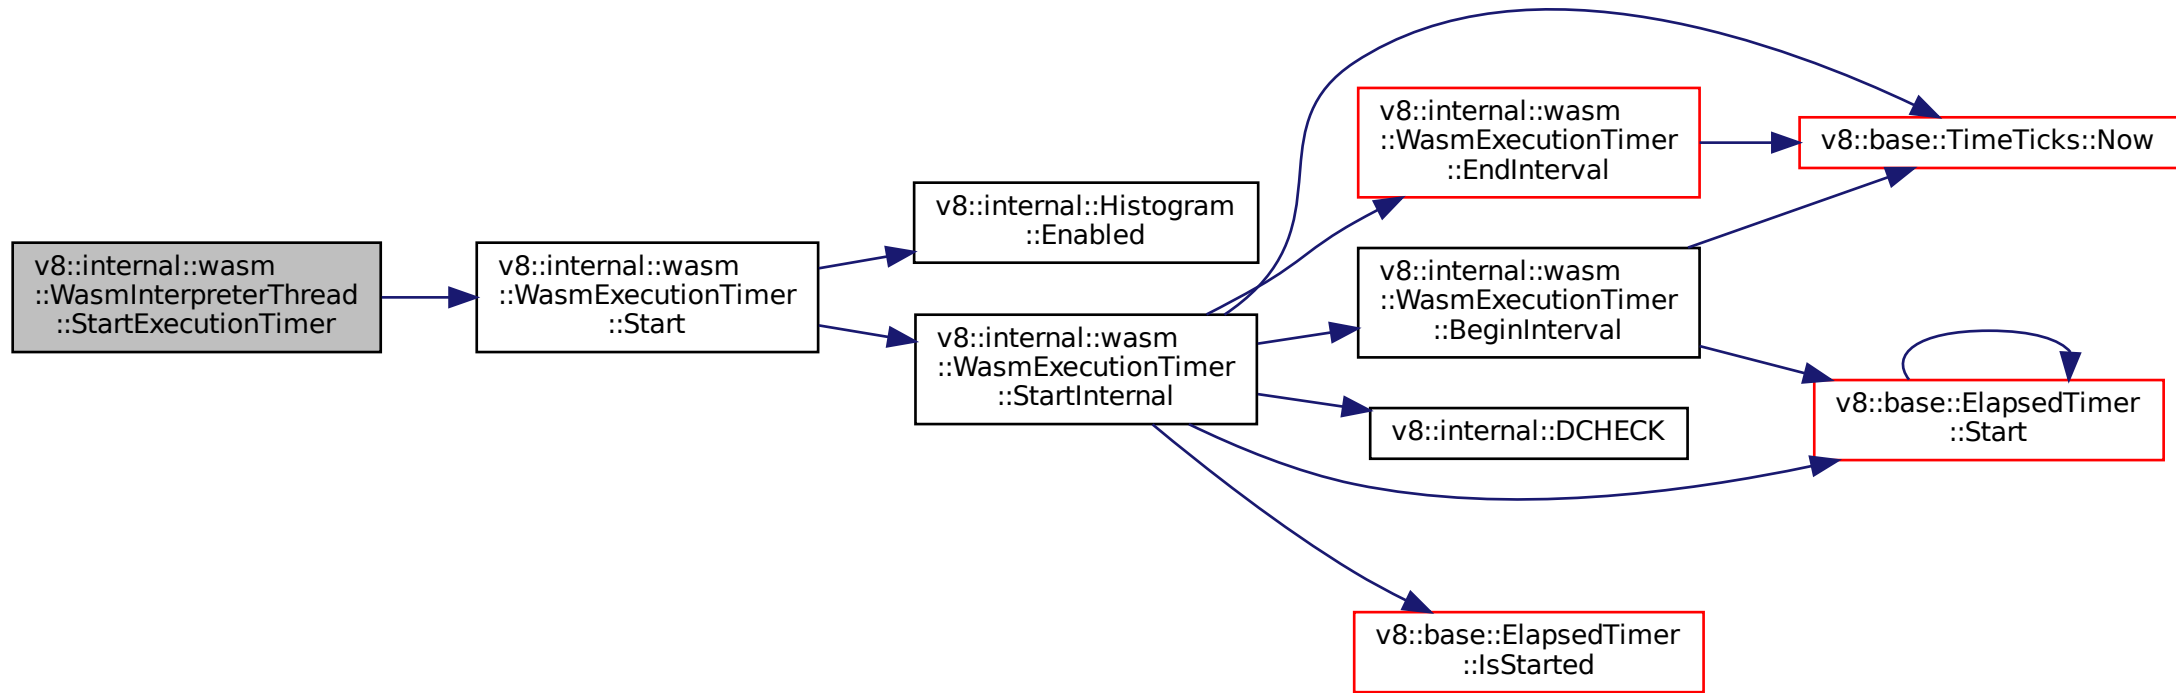 v8::internal::wasm
::WasmInterpreterThread
::StartExecutionTimer
v8::internal::wasm
::WasmExecutionTimer
::Start
v8::internal::Histogram
::Enabled
v8::internal::wasm
::WasmExecutionTimer
::StartInternal
v8::internal::wasm
::WasmExecutionTimer
::EndInterval
v8::internal::wasm
::WasmExecutionTimer
::BeginInterval
v8::internal::DCHECK
v8::base::ElapsedTimer
::IsStarted
v8::base::TimeTicks::Now
v8::base::ElapsedTimer
::Start